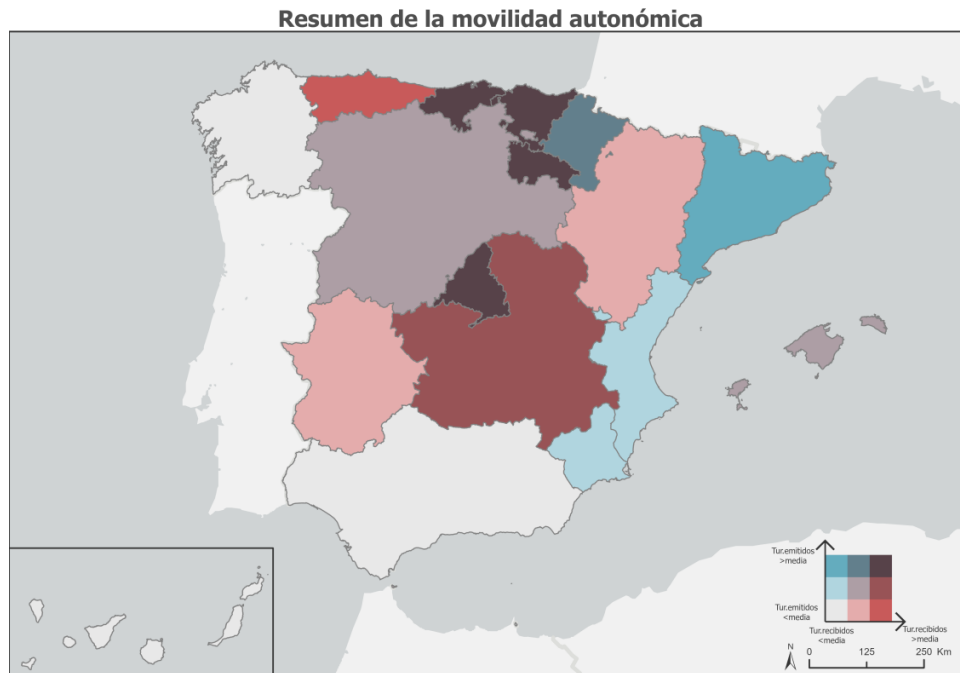 Resumen de la movilidad autonómica
Tur.emitidos
>media
Tur.emitidos
<media
Tur.recibidos
<media
Tur.recibidos
>media
N
0 125 250 Km